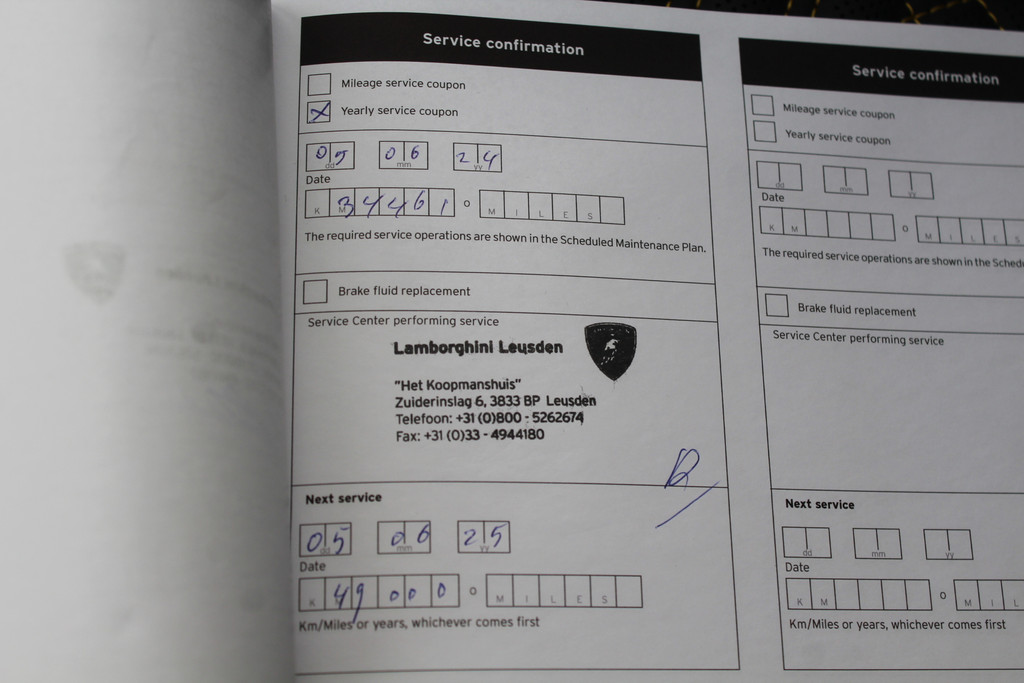 Service confirmation
Mileage service coupon
X Yearly service coupon
05 06 24
dd mm yy
Date
K M 34461 o M I L E S
The required service operations are shown in the Scheduled Maintenance Plan.
Brake fluid replacement
Service Center performing service
Lamborghini Leusden
"Het Koopmanshuis"
Zuiderinslag 6, 3833 BP Leusden
Telefoon: +31 (0)800 - 5262674
Fax: +31 (0)33 - 4944180
Next service
05 06 25
dd mm yy
Date
K 49 000 o M I L E S
Km/Miles or years, whichever comes first
Service confirmation
Mileage service coupon
Yearly service coupon
dd mm yy
Date
K M o M I L E S
The required service operations are shown in the Sched
Brake fluid replacement
Service Center performing service
Next service
dd mm yy
Date
K M o M I L
Km/Miles or years, whichever comes first